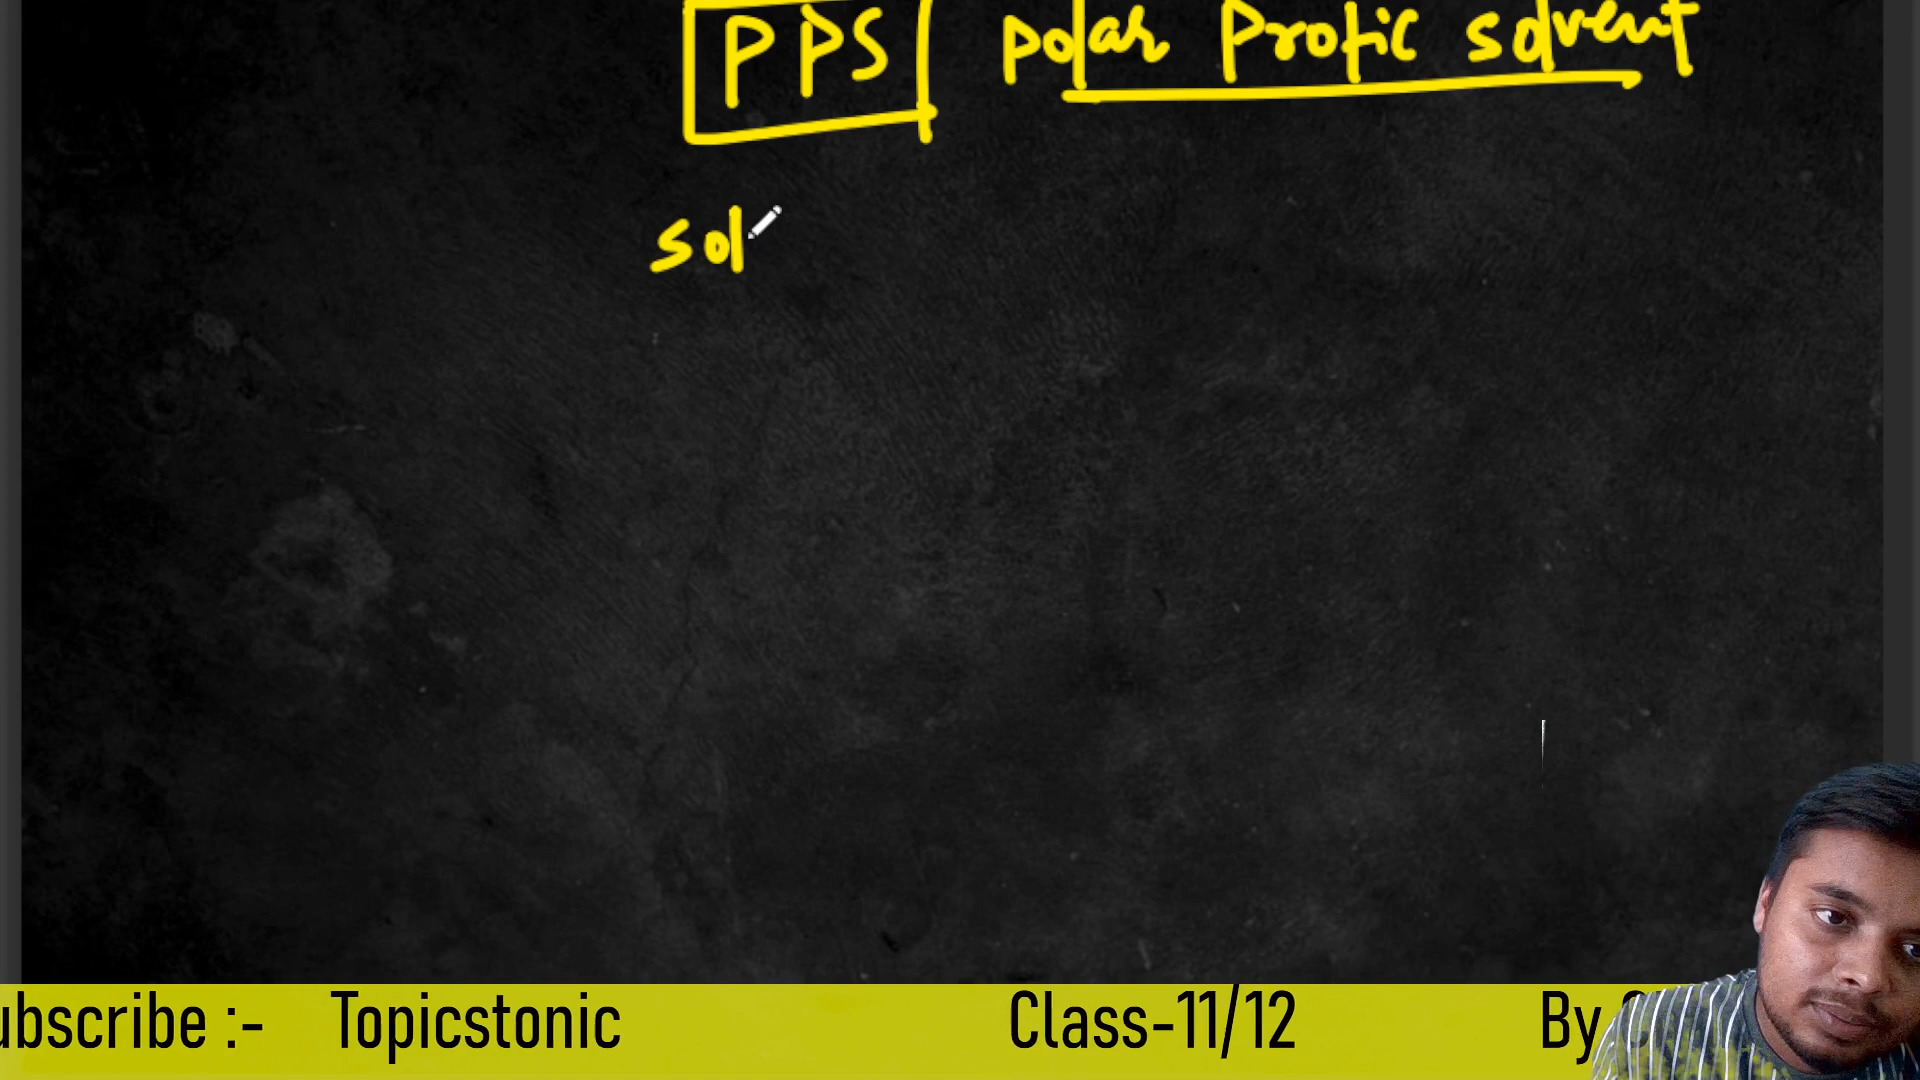 PPS polar Protic solvent
sol
ubscribe :- Topicstonic Class-11/12 By